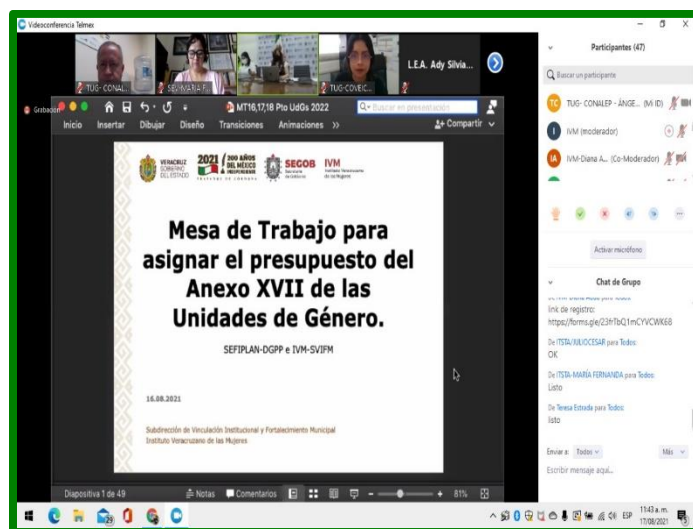 Videoconferencia Telmex
TUG- CONAL...
TUG-COVEIC...
L.E.A. Ady Silvia...
Participantes (47)
Buscar un participante
TC TUG- CONALEP - ÁNGE... (Mi ID)
I IVM (moderador)
IA IVM-Diana A... (Co-Moderador)
Activar micrófono
Chat de Grupo
link de registro:
https://forms.gle/23frTbQ1mCYVCWK68
De ITSTA/JULIOCESAR para Todos:
OK
De ITSTA-MARÍA FERNANDA para Todos:
Listo
De Teresa Estrada para Todos:
listo
Enviar a: Todos
Más
Escribir mensaje aquí...
MT16,17,18 Pto UdGs 2022
Buscar en presentación
Inicio Insertar Dibujar Diseño Transiciones Animaciones
Compartir
VERACRUZ
GOBIERNO
DEL ESTADO
2021 200 AÑOS
DEL MÉXICO
INDEPENDIENTE
SEGOB
IVM
Mesa de Trabajo para
asignar el presupuesto del
Anexo XVII de las
Unidades de Género.
SEFIPLAN-DGPP e IVM-SVIFM
16.08.2021
Subdirección de Vinculación Institucional y Fortalecimiento Municipal
Instituto Veracruzano de las Mujeres
Diapositiva 1 de 49
Notas
Comentarios
81%
29
ESP
11:43 a. m.
17/08/2021